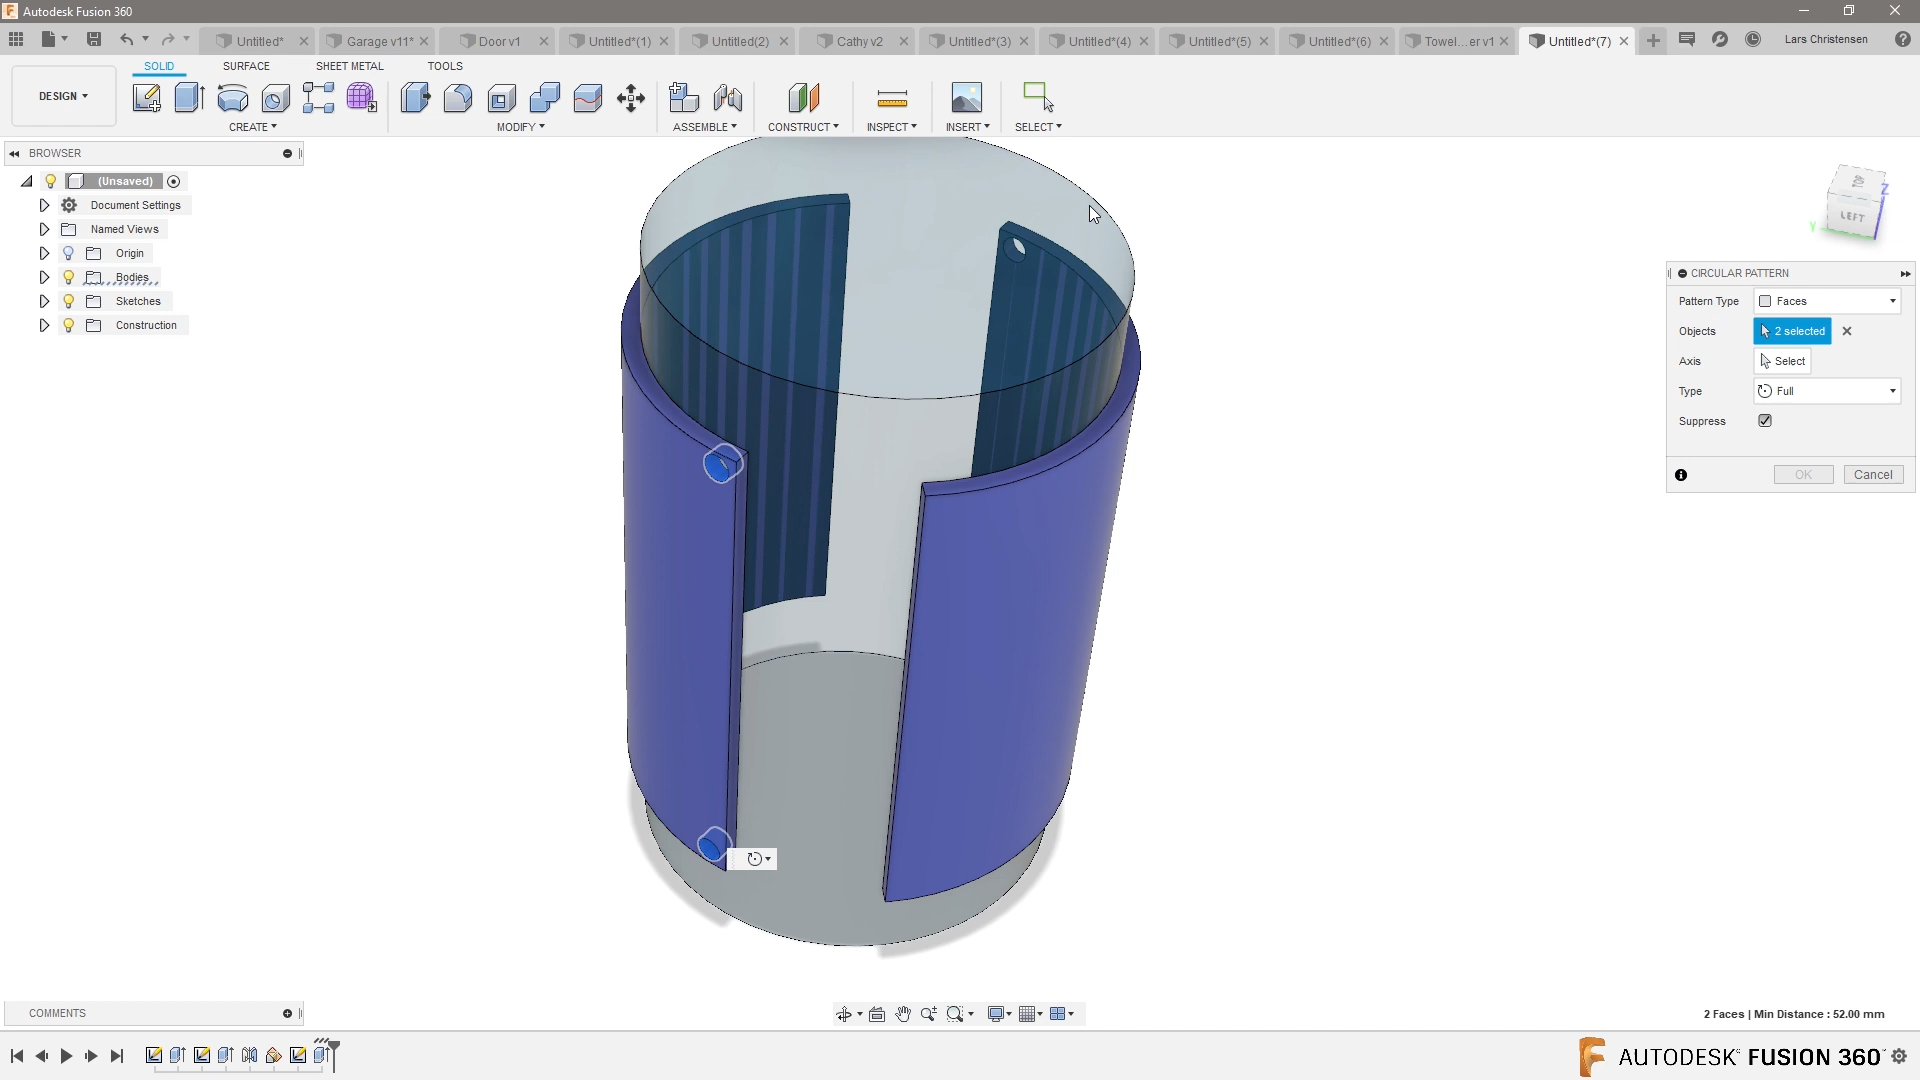 Autodesk Fusion 360
Untitled*
Garage v11*
Door v1
Untitled*(1)
Untitled(2)
Cathy v2
Untitled*(3)
Untitled*(4)
Untitled*(5)
Untitled*(6)
Towel...er v1
Untitled*(7)
Lars Christensen
SOLID
SURFACE
SHEET METAL
TOOLS
DESIGN
CREATE
MODIFY
ASSEMBLE
CONSTRUCT
INSPECT
INSERT
SELECT
BROWSER
(Unsaved)
Document Settings
Named Views
Origin
Bodies
Sketches
Construction
TOP
LEFT
Z
Y
CIRCULAR PATTERN
Pattern Type Faces
Objects 2 selected
Axis Select
Type Full
Suppress
OK Cancel
COMMENTS
2 Faces | Min Distance : 52.00 mm
AUTODESK® FUSION 360™